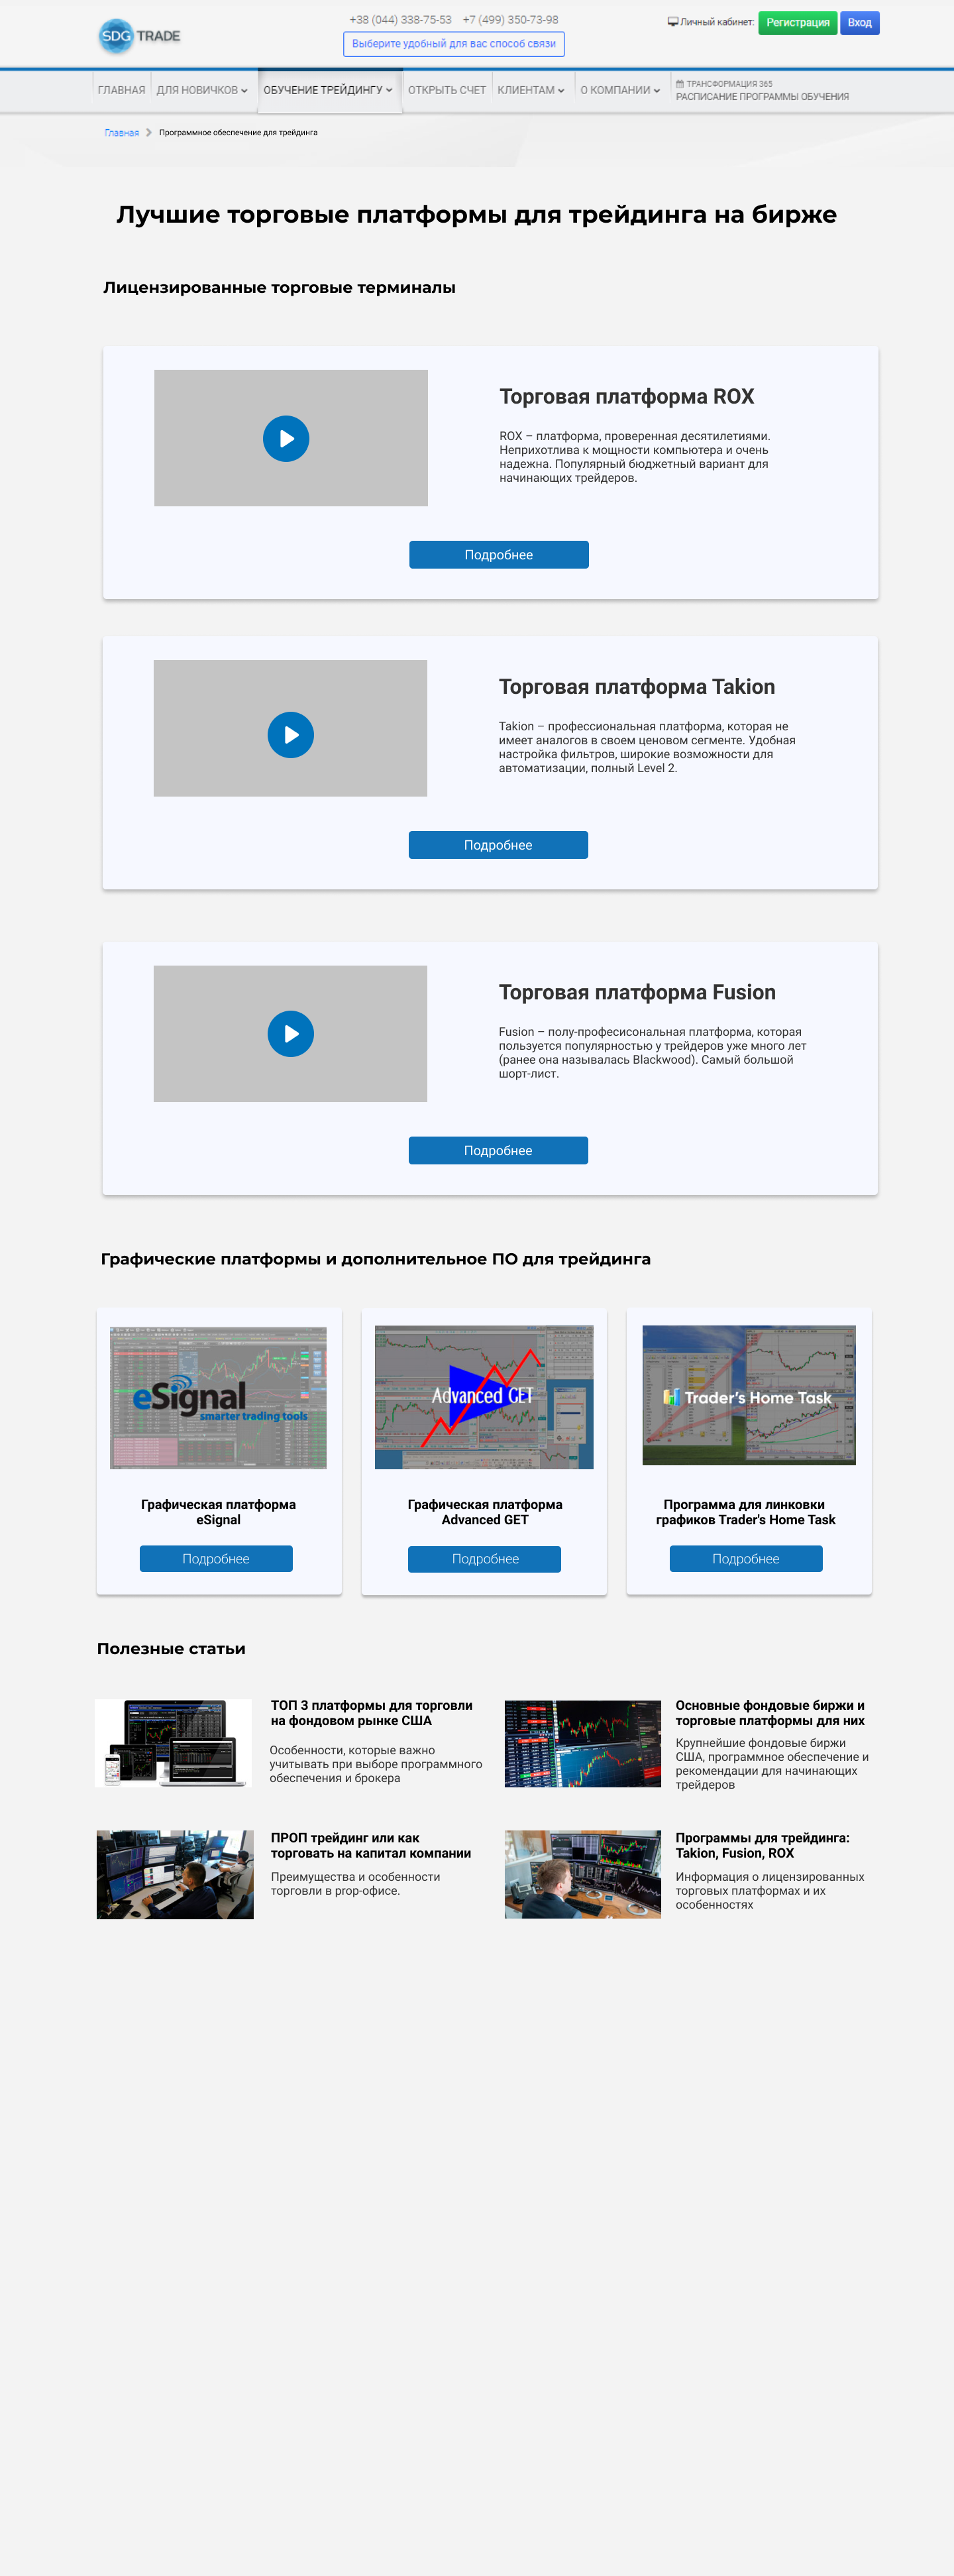 SDG TRADE
+38 (044) 338-75-53 +7 (499) 350-73-98
Выберите удобный для вас способ связи
Личный кабинет: Регистрация Вход
ГЛАВНАЯ ДЛЯ НОВИЧКОВ ОБУЧЕНИЕ ТРЕЙДИНГУ ОТКРЫТЬ СЧЕТ КЛИЕНТАМ О КОМПАНИИ
ТРАНСФОРМАЦИЯ 365
РАСПИСАНИЕ ПРОГРАММЫ ОБУЧЕНИЯ
Главная Программное обеспечение для трейдинга
Лучшие торговые платформы для трейдинга на бирже
Лицензированные торговые терминалы
Торговая платформа ROX
ROX – платформа, проверенная десятилетиями.
Неприхотлива к мощности компьютера и очень
надежна. Популярный бюджетный вариант для
начинающих трейдеров.
Подробнее
Торговая платформа Takion
Takion – профессиональная платформа, которая не
имеет аналогов в своем ценовом сегменте. Удобная
настройка фильтров, широкие возможности для
автоматизации, полный Level 2.
Подробнее
Торговая платформа Fusion
Fusion – полу-професисональная платформа, которая
пользуется популярностью у трейдеров уже много лет
(ранее она называлась Blackwood). Самый большой
шорт-лист.
Подробнее
Графические платформы и дополнительное ПО для трейдинга
eSignal
smarter trading tools
Графическая платформа
eSignal
Подробнее
Advanced GET
Графическая платформа
Advanced GET
Подробнее
Trader's Home Task
Программа для линковки
графиков Trader's Home Task
Подробнее
Полезные статьи
ТОП 3 платформы для торговли
на фондовом рынке США
Особенности, которые важно
учитывать при выборе программного
обеспечения и брокера
Основные фондовые биржи и
торговые платформы для них
Крупнейшие фондовые биржи
США, программное обеспечение и
рекомендации для начинающих
трейдеров
ПРОП трейдинг или как
торговать на капитал компании
Преимущества и особенности
торговли в prop-офисе.
Программы для трейдинга:
Takion, Fusion, ROX
Информация о лицензированных
торговых платформах и их
особенностях